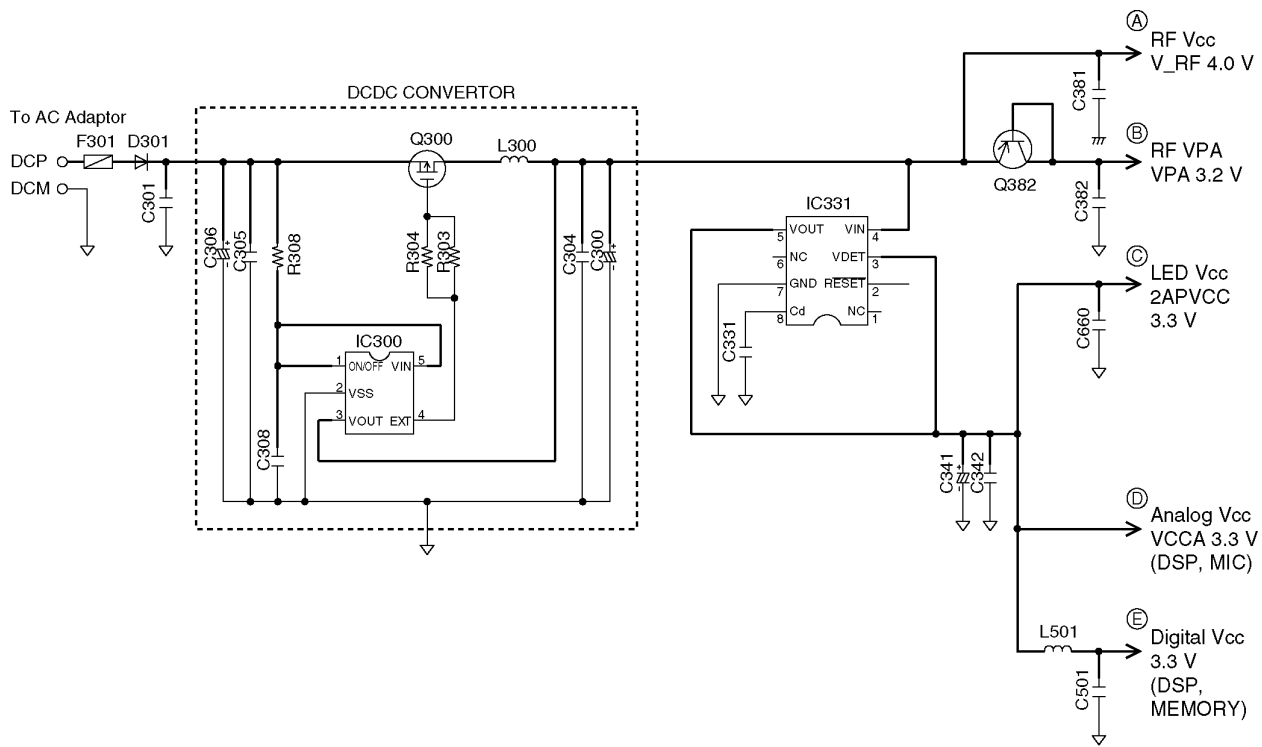 DCDC CONVERTOR
To AC Adaptor
F301
D301
DCP
DCM
C301
C306
+
-
C305
R308
Q300
L300
R304
R303
C304
C300
+
-
IC300
1 ON/OFF VIN 5
2 VSS
3 VOUT EXT 4
C308
IC331
5 VOUT VIN 4
6 NC VDET 3
7 GND RESET 2
8 Cd NC 1
C331
C341
+
-
C342
Q382
A
RF Vcc
V_RF 4.0 V
C381
B
RF VPA
VPA 3.2 V
C382
C
LED Vcc
2APVCC
3.3 V
C660
D
Analog Vcc
VCCA 3.3 V
(DSP, MIC)
E
L501
Digital Vcc
3.3 V
(DSP,
MEMORY)
C501